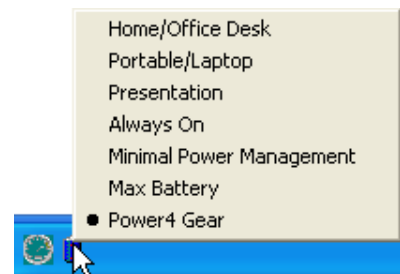 Home/Office Desk
Portable/Laptop
Presentation
Always On
Minimal Power Management
Max Battery
Power4 Gear